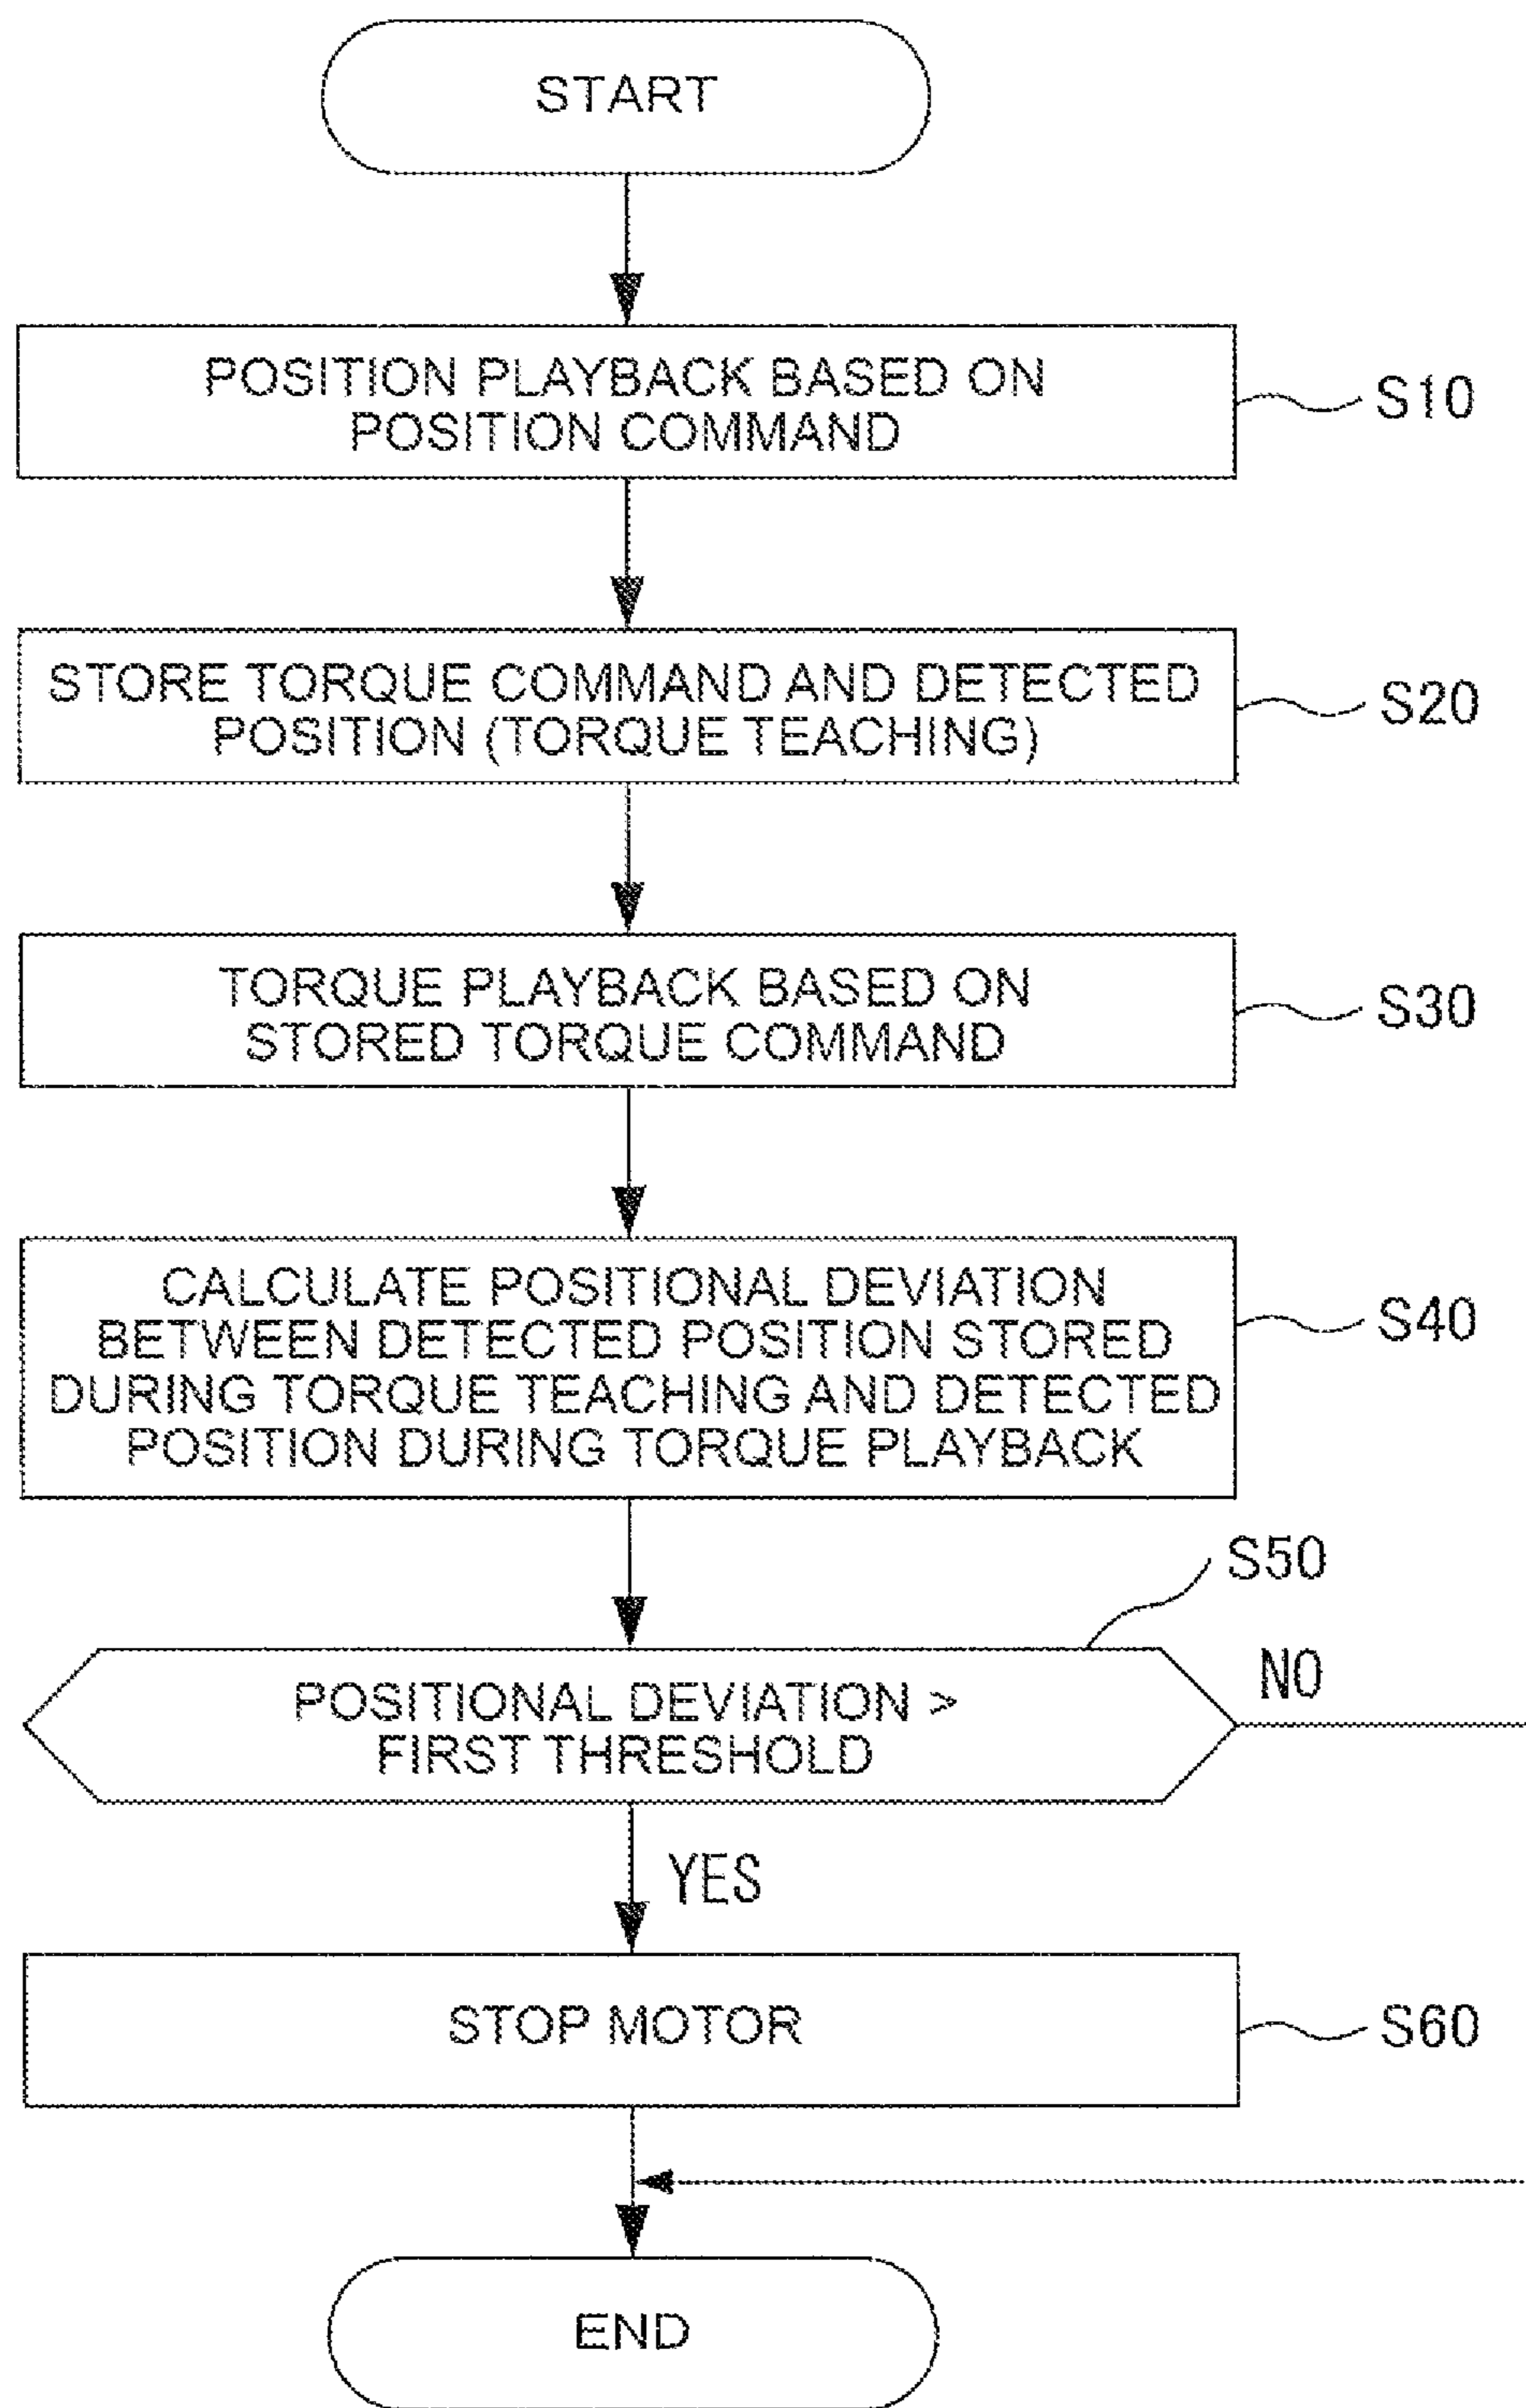 START
POSITION PLAYBACK BASED ON
POSITION COMMAND
S10
STORE TORQUE COMMAND AND DETECTED
POSITION (TORQUE TEACHING)
S20
TORQUE PLAYBACK BASED ON
STORED TORQUE COMMAND
S30
CALCULATE POSITIONAL DEVIATION
BETWEEN DETECTED POSITION STORED
DURING TORQUE TEACHING AND DETECTED
POSITION DURING TORQUE PLAYBACK
S40
S50
POSITIONAL DEVIATION >
FIRST THRESHOLD
NO
YES
STOP MOTOR
S60
END